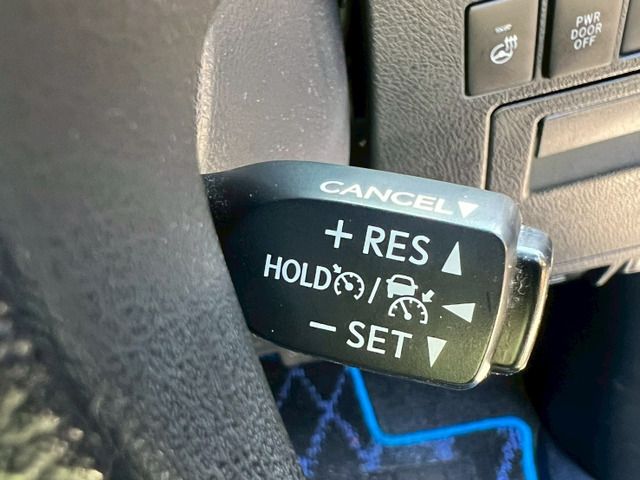 PWR
DOOR
OFF
CANCEL
+ RES
HOLD /
− SET